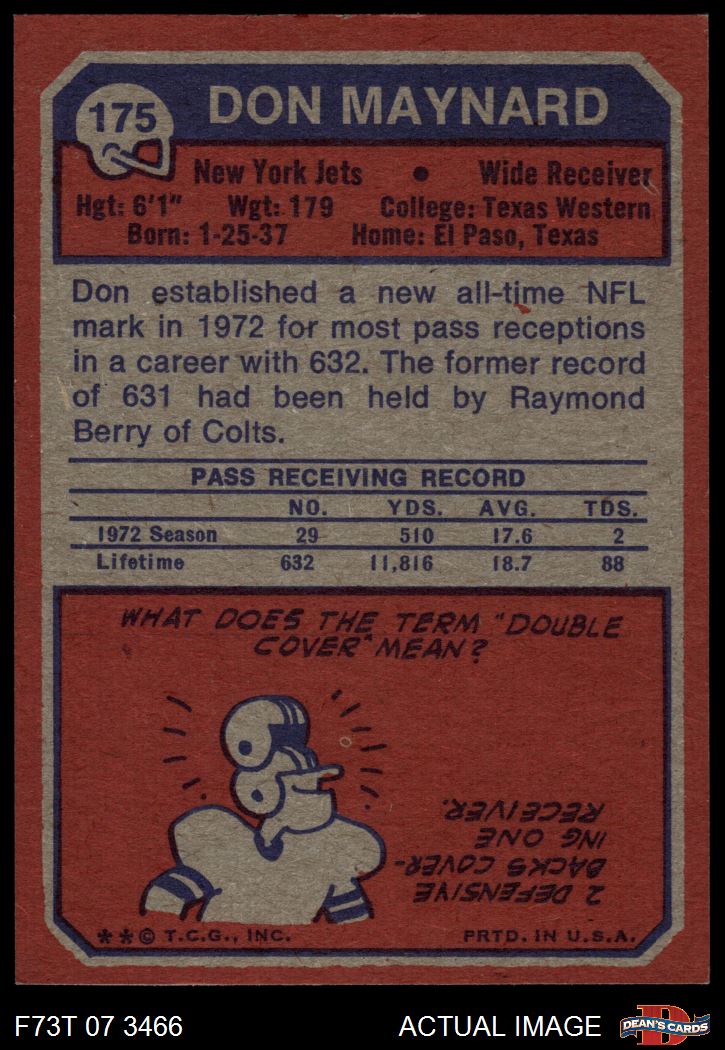 175
DON MAYNARD
New York Jets • Wide Receiver
Hgt: 6'1" Wgt: 179 College: Texas Western
Born: 1-25-37 Home: El Paso, Texas
Don established a new all-time NFL
mark in 1972 for most pass receptions
in a career with 632. The former record
of 631 had been held by Raymond
Berry of Colts.
PASS RECEIVING RECORD
NO. YDS. AVG. TDS.
1972 Season 29 510 17.6 2
Lifetime 632 11,816 18.7 88
WHAT DOES THE TERM "DOUBLE
COVER" MEAN?
2 DEFENSIVE
BACKS COVER-
ING ONE
RECEIVER.
**© T.C.G., INC. PRTD. IN U.S.A.
F73T 07 3466 ACTUAL IMAGE
D
DEAN'S CARDS